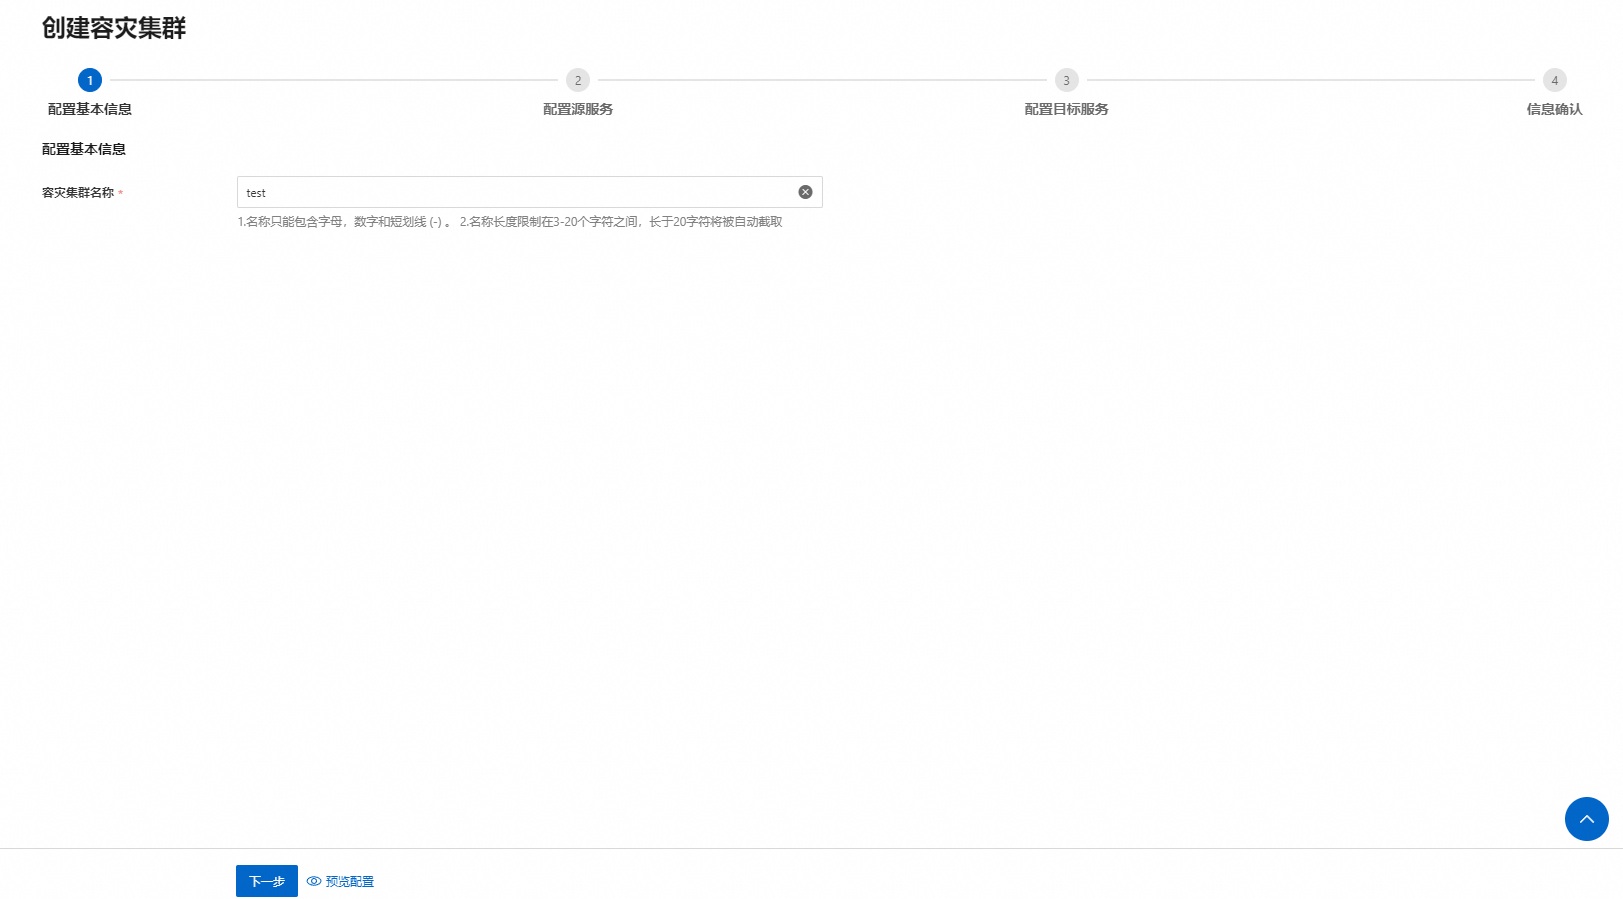 创建容灾集群
1
2
3
4
配置基本信息
配置源服务
配置目标服务
信息确认
配置基本信息
容灾集群名称 *
test
1.名称只能包含字母，数字和短划线 (-) 。 2.名称长度限制在3-20个字符之间，长于20字符将被自动截取
下一步
预览配置